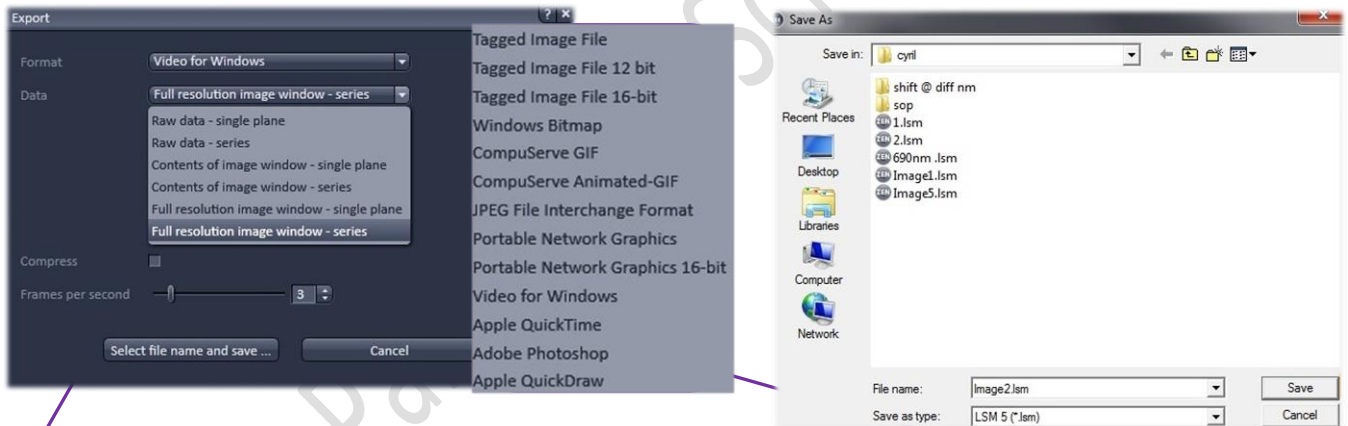 Export
Format
Video for Windows
Data
Full resolution image window - series
Raw data - single plane
Raw data - series
Contents of image window - single plane
Contents of image window - series
Full resolution image window - single plane
Full resolution image window - series
Compress
Frames per second
3
Select file name and save ...
Cancel
Tagged Image File
Tagged Image File 12 bit
Tagged Image File 16-bit
Windows Bitmap
CompuServe GIF
CompuServe Animated-GIF
JPEG File Interchange Format
Portable Network Graphics
Portable Network Graphics 16-bit
Video for Windows
Apple QuickTime
Adobe Photoshop
Apple QuickDraw
Save As
Save in:
cyril
Recent Places
Desktop
Libraries
Computer
Network
shift @ diff nm
sop
1.lsm
2.lsm
690nm .lsm
Image1.lsm
Image5.lsm
File name:
Image2.lsm
Save
Save as type:
LSM 5 (*.lsm)
Cancel